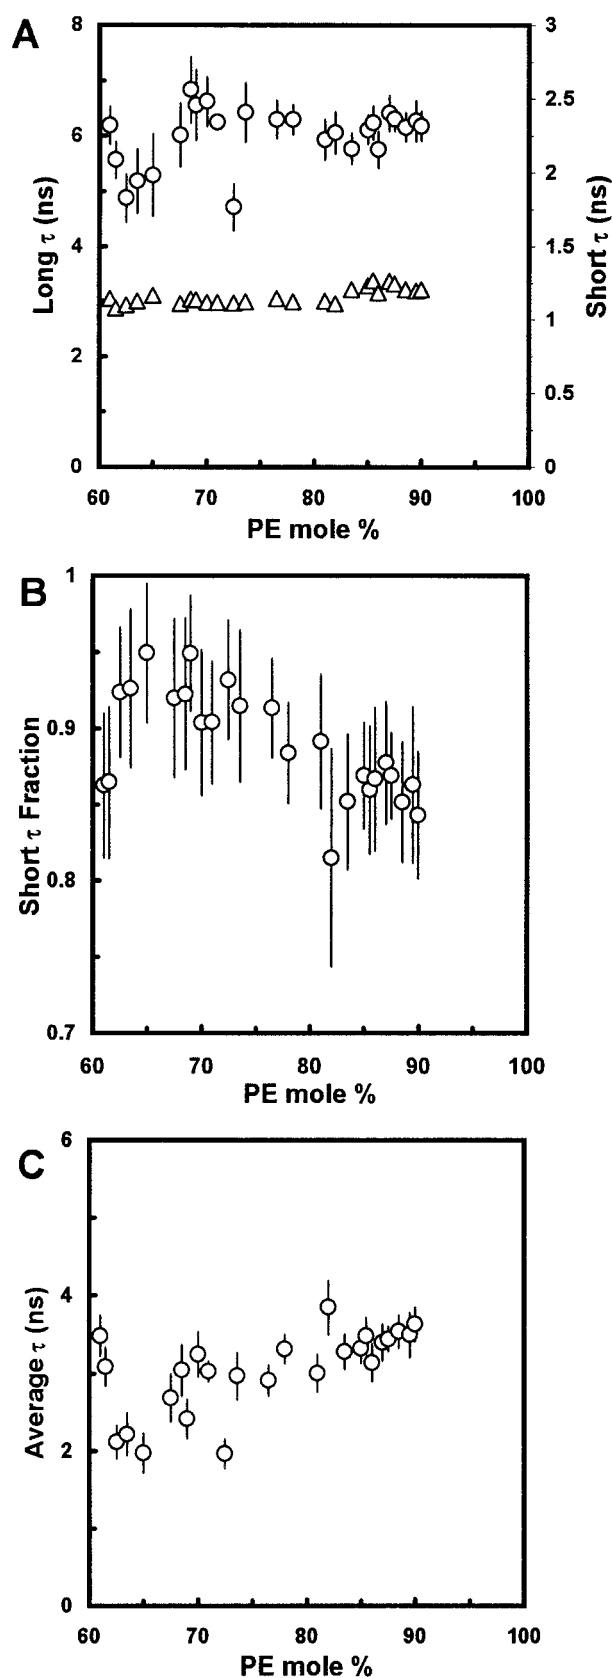 A
8
6
4
2
0
Long τ (ns)
3
2.5
2
1.5
1
0.5
0
Short τ (ns)
60 70 80 90 100
PE mole %
B
1
0.9
0.8
0.7
Short τ Fraction
60 70 80 90 100
PE mole %
C
6
4
2
0
Average τ (ns)
60 70 80 90 100
PE mole %